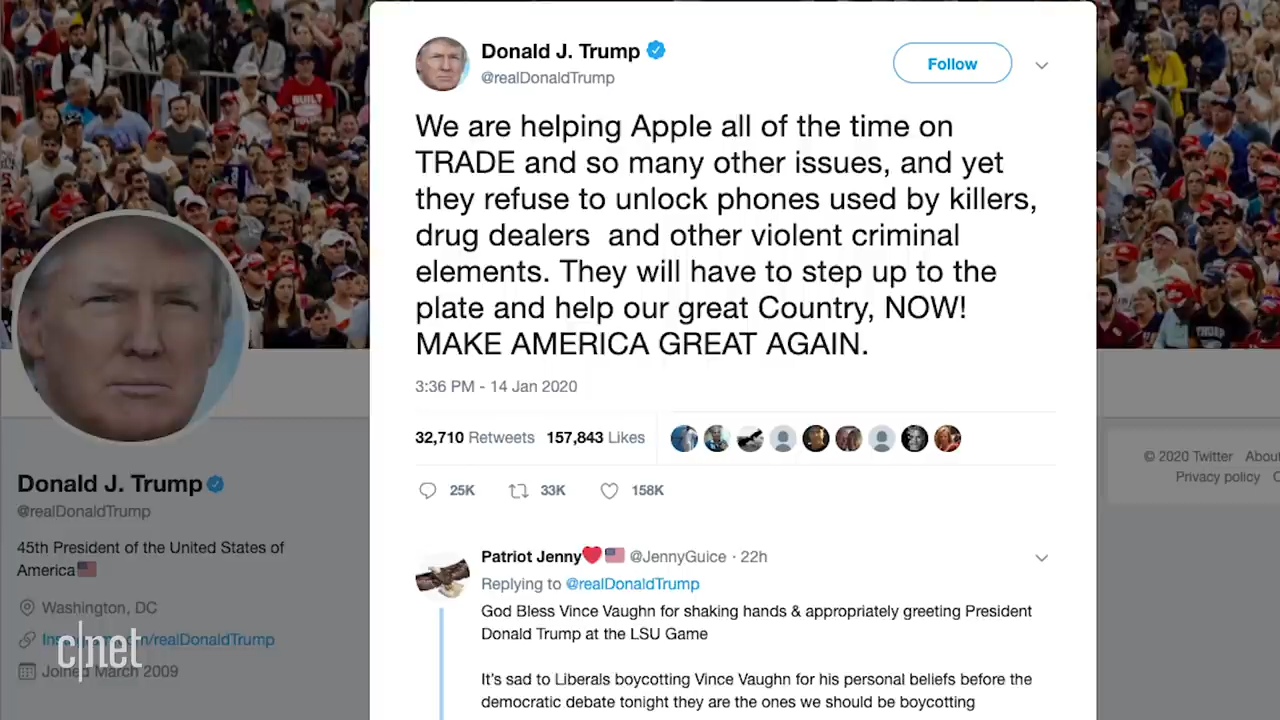 Donald J. Trump
@realDonaldTrump
Follow
We are helping Apple all of the time on
TRADE and so many other issues, and yet
they refuse to unlock phones used by killers,
drug dealers  and other violent criminal
elements. They will have to step up to the
plate and help our great Country, NOW!
MAKE AMERICA GREAT AGAIN.
3:36 PM - 14 Jan 2020
32,710 Retweets 157,843 Likes
25K 33K 158K
Patriot Jenny @JennyGuice · 22h
Replying to @realDonaldTrump
God Bless Vince Vaughn for shaking hands & appropriately greeting President
Donald Trump at the LSU Game
It's sad to Liberals boycotting Vince Vaughn for his personal beliefs before the
democratic debate tonight they are the ones we should be boycotting
Donald J. Trump
@realDonaldTrump
45th President of the United States of
America
Washington, DC
/realDonaldTrump
Joined March 2009
c|net
© 2020 Twitter About
Privacy policy
BUILT